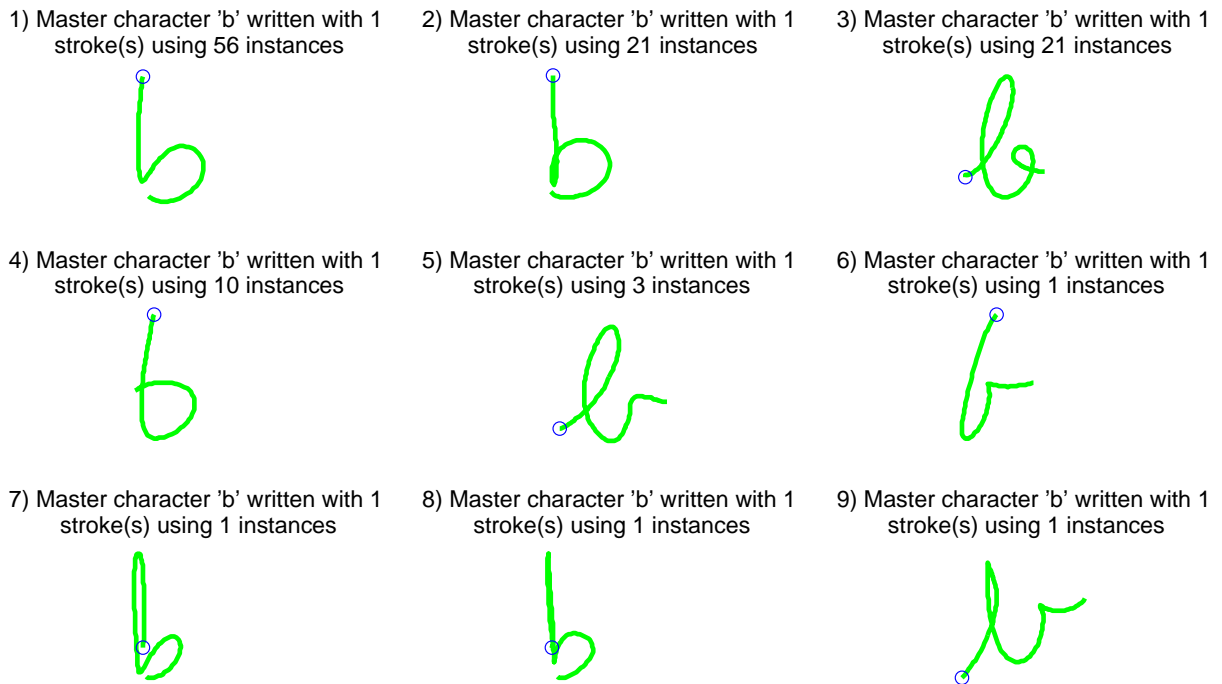 1) Master character ’b’ written with 1
stroke(s) using 56 instances
b
2) Master character ’b’ written with 1
stroke(s) using 21 instances
b
3) Master character ’b’ written with 1
stroke(s) using 21 instances
b
4) Master character ’b’ written with 1
stroke(s) using 10 instances
b
5) Master character ’b’ written with 1
stroke(s) using 3 instances
b
6) Master character ’b’ written with 1
stroke(s) using 1 instances
b
7) Master character ’b’ written with 1
stroke(s) using 1 instances
b
8) Master character ’b’ written with 1
stroke(s) using 1 instances
b
9) Master character ’b’ written with 1
stroke(s) using 1 instances
b